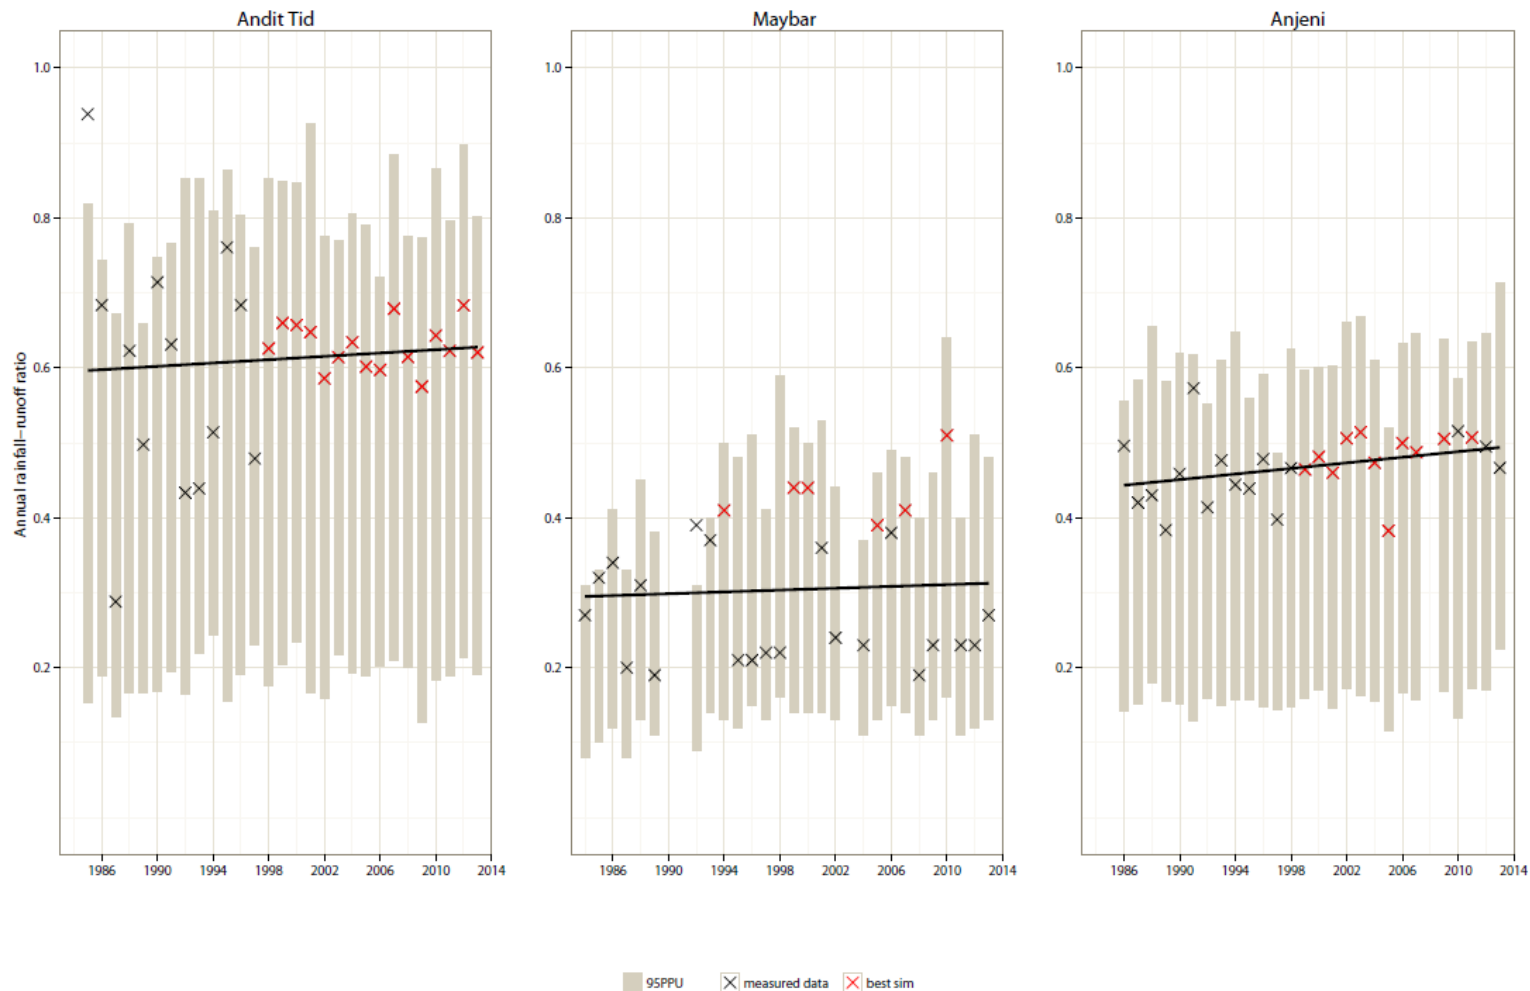 Andit Tid
Maybar
Anjeni
Annual rainfall–runoff ratio
1.0
0.8
0.6
0.4
0.2
1986 1990 1994 1998 2002 2006 2010 2014
1.0
0.8
0.6
0.4
0.2
1986 1990 1994 1998 2002 2006 2010 2014
1.0
0.8
0.6
0.4
0.2
1986 1990 1994 1998 2002 2006 2010 2014
95PPU measured data best sim